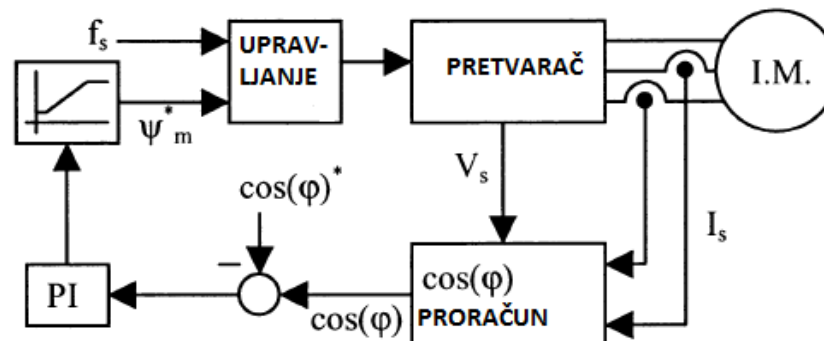 f_s
UPRAV-
LJANJE
PRETVARAČ
I.M.
ψ*_m
V_s
I_s
cos(φ)*
−
PI
cos(φ)
cos(φ)
PRORAČUN